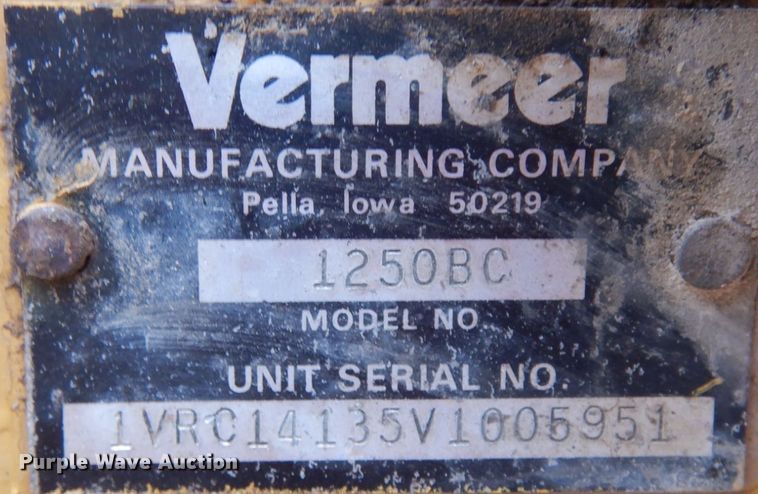 Vermeer
MANUFACTURING COMPANY
Pella, Iowa 50219
1250BC
MODEL NO.
UNIT SERIAL NO.
1VRC14135V1005951
Purple Wave Auction